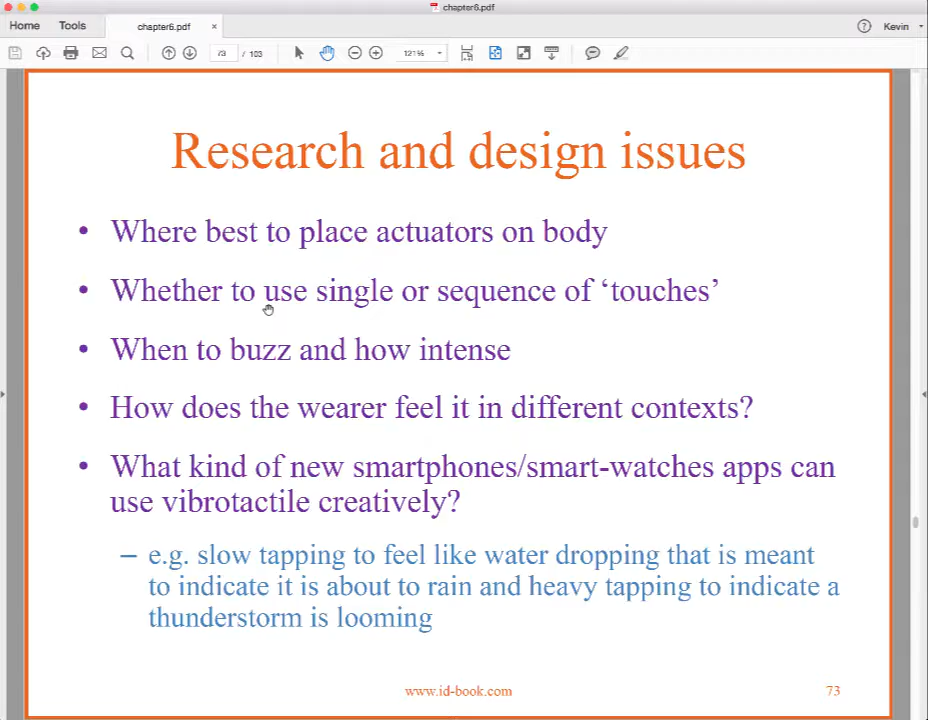 chapter6.pdf
Home Tools chapter6.pdf × ? Kevin
73 / 103 121%
Research and design issues
• Where best to place actuators on body
• Whether to use single or sequence of ‘touches’
• When to buzz and how intense
• How does the wearer feel it in different contexts?
• What kind of new smartphones/smart-watches apps can
use vibrotactile creatively?
– e.g. slow tapping to feel like water dropping that is meant
to indicate it is about to rain and heavy tapping to indicate a
thunderstorm is looming
www.id-book.com 73